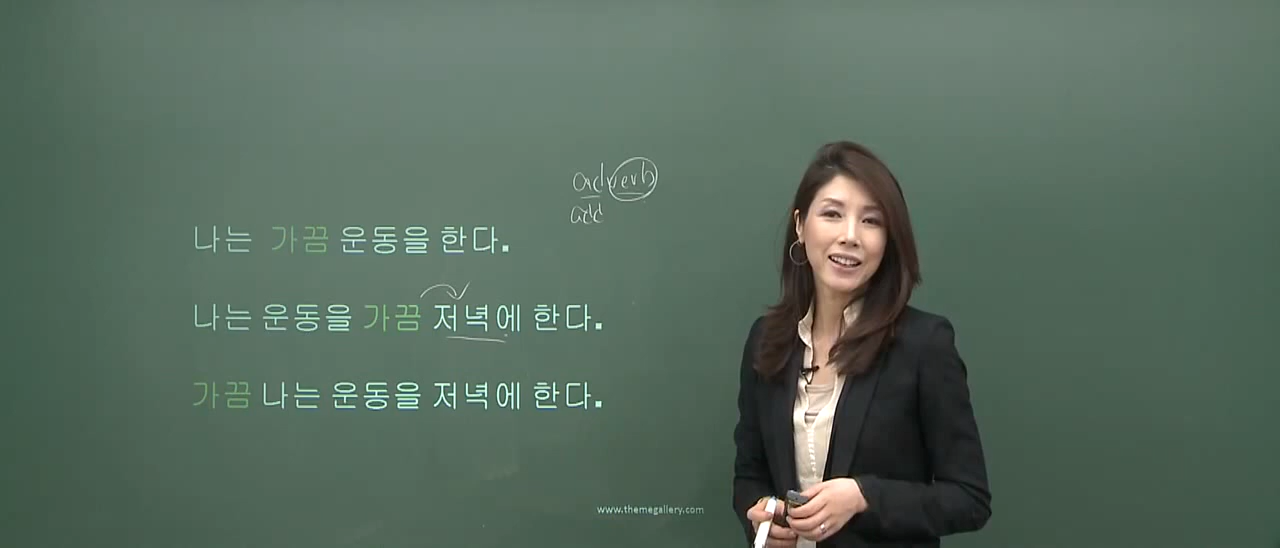 adverb
add
나는 가끔 운동을 한다.
나는 운동을 가끔 저녁에 한다.
가끔 나는 운동을 저녁에 한다.
www.themegallery.com